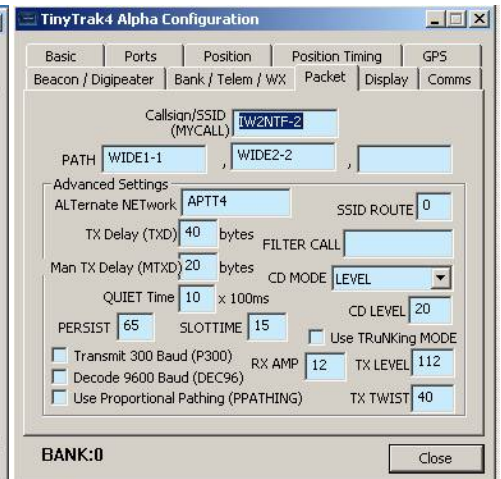 TinyTrak4 Alpha Configuration
Basic Ports Position Position Timing GPS
Beacon / Digipeater Bank / Telem / WX Packet Display Comms
Callsign/SSID
(MYCALL) IW2NTF-2
PATH WIDE1-1 , WIDE2-2 ,
Advanced Settings
ALTernate NETwork APTT4 SSID ROUTE 0
TX Delay (TXD) 40 bytes FILTER CALL
Man TX Delay (MTXD) 20 bytes CD MODE LEVEL
QUIET Time 10 x 100ms CD LEVEL 20
PERSIST 65 SLOTTIME 15 Use TRuNKing MODE
Transmit 300 Baud (P300) RX AMP 12 TX LEVEL 112
Decode 9600 Baud (DEC96)
Use Proportional Pathing (PPATHING) TX TWIST 40
BANK:0 Close